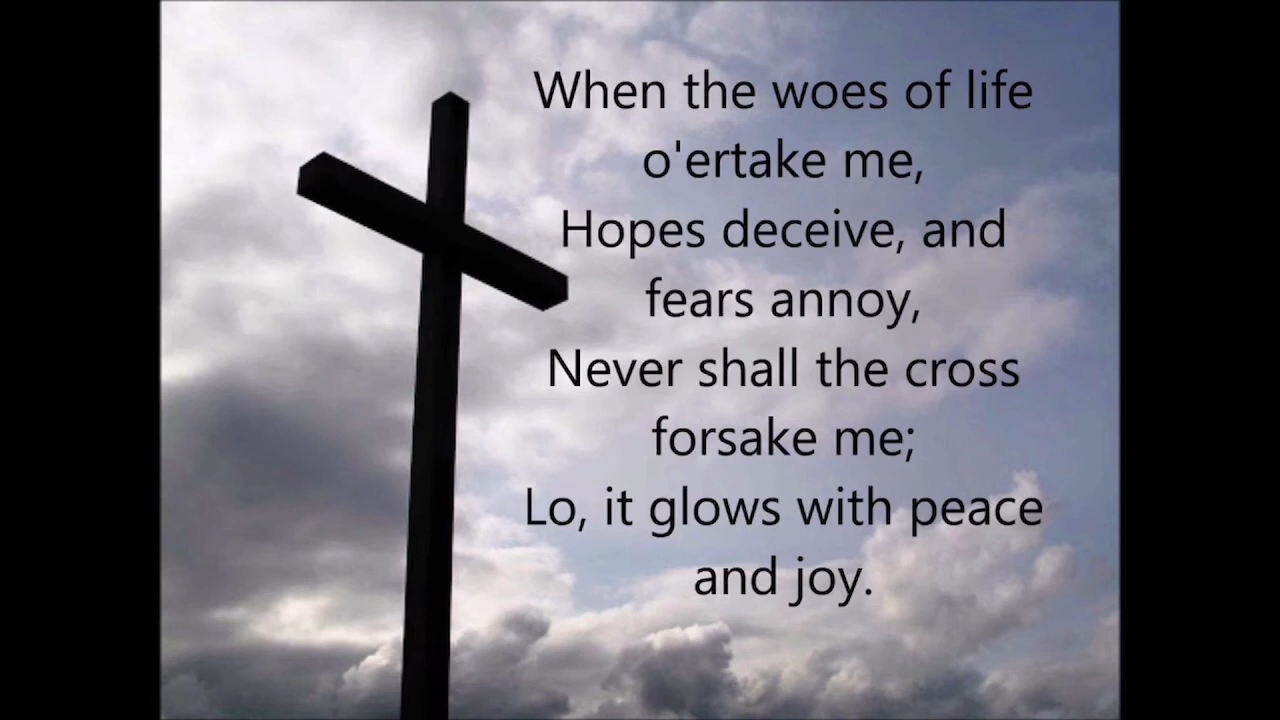 When the woes of life
o'ertake me,
Hopes deceive, and
fears annoy,
Never shall the cross
forsake me;
Lo, it glows with peace
and joy.